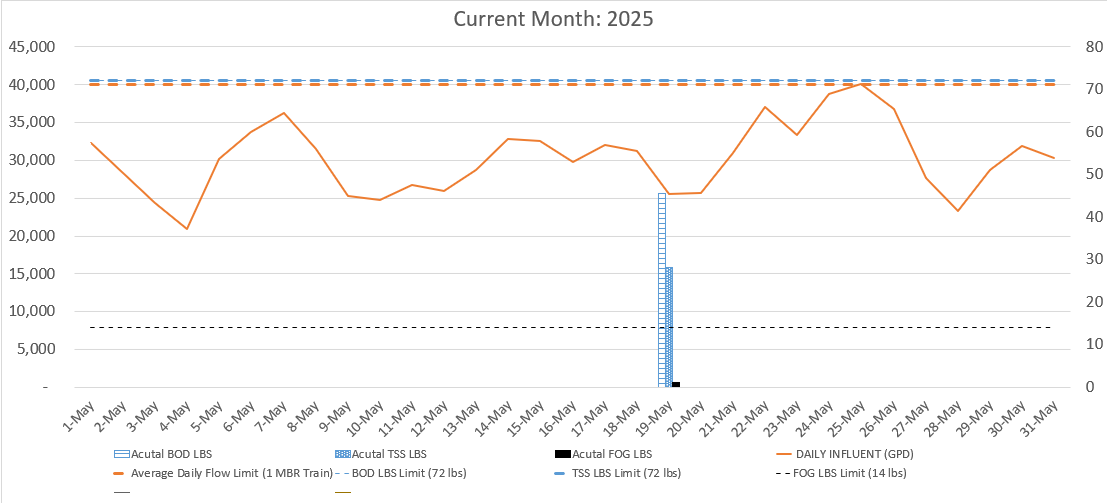 Current Month: 2025
45,000
40,000
35,000
30,000
25,000
20,000
15,000
10,000
5,000
-
80
70
60
50
40
30
20
10
0
1-May
2-May
3-May
4-May
5-May
6-May
7-May
8-May
9-May
10-May
11-May
12-May
13-May
14-May
15-May
16-May
17-May
18-May
19-May
20-May
21-May
22-May
23-May
24-May
25-May
26-May
27-May
28-May
29-May
30-May
31-May
Acutal BOD LBS
Acutal TSS LBS
Acutal FOG LBS
DAILY INFLUENT (GPD)
Average Daily Flow Limit (1 MBR Train)
BOD LBS Limit (72 lbs)
TSS LBS Limit (72 lbs)
FOG LBS Limit (14 lbs)